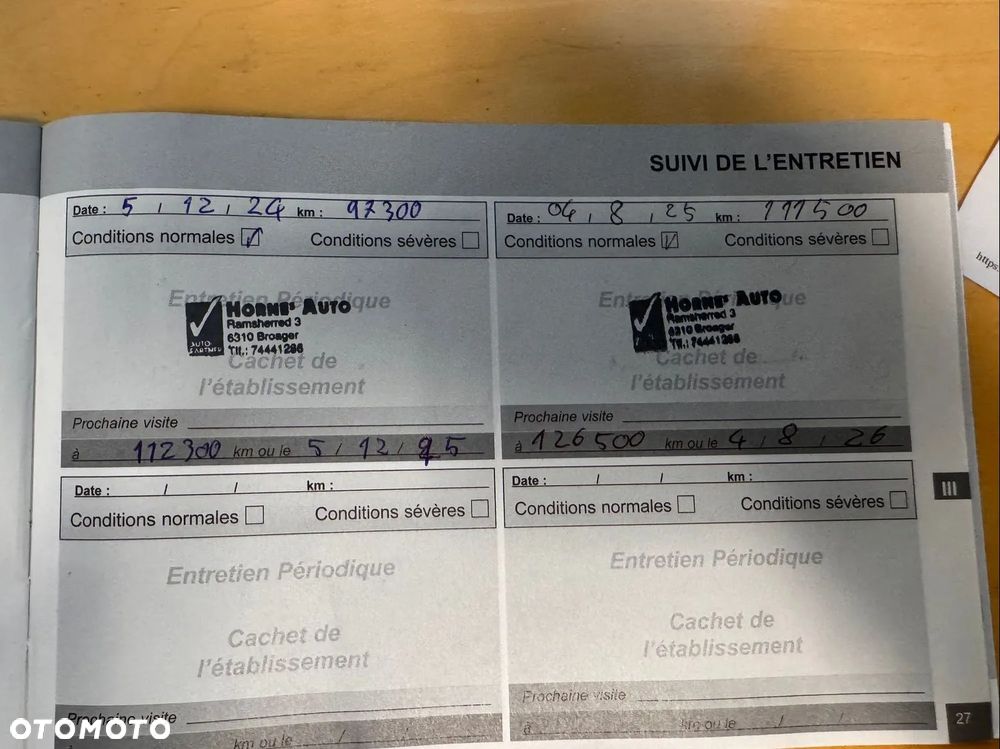 SUIVI DE L'ENTRETIEN
Date : 5 / 12 / 24 km : 97300
Conditions normales Conditions sévères
Entretien Périodique
HORNE' AUTO
Ramsherred 3
6310 Broager
Tlf.: 74441286
AUTO
PARTNER
Cachet de
l'établissement
Prochaine visite
à 112300 km ou le 5 / 12 / 25
Date : 04 / 8 / 25 km : 111500
Conditions normales Conditions sévères
HORNE' AUTO
Ramsherred 3
6310 Broager
Tlf.: 74441286
Cachet de
l'établissement
Prochaine visite
à 126500 km ou le 4 / 8 / 26
Date : / / km :
Conditions normales Conditions sévères
Entretien Périodique
Cachet de
l'établissement
Prochaine visite
km ou le / /
Date : / / km :
Conditions normales Conditions sévères
Entretien Périodique
Cachet de
l'établissement
Prochaine visite
à km ou le / /
III
27
https:
OTOMOTO